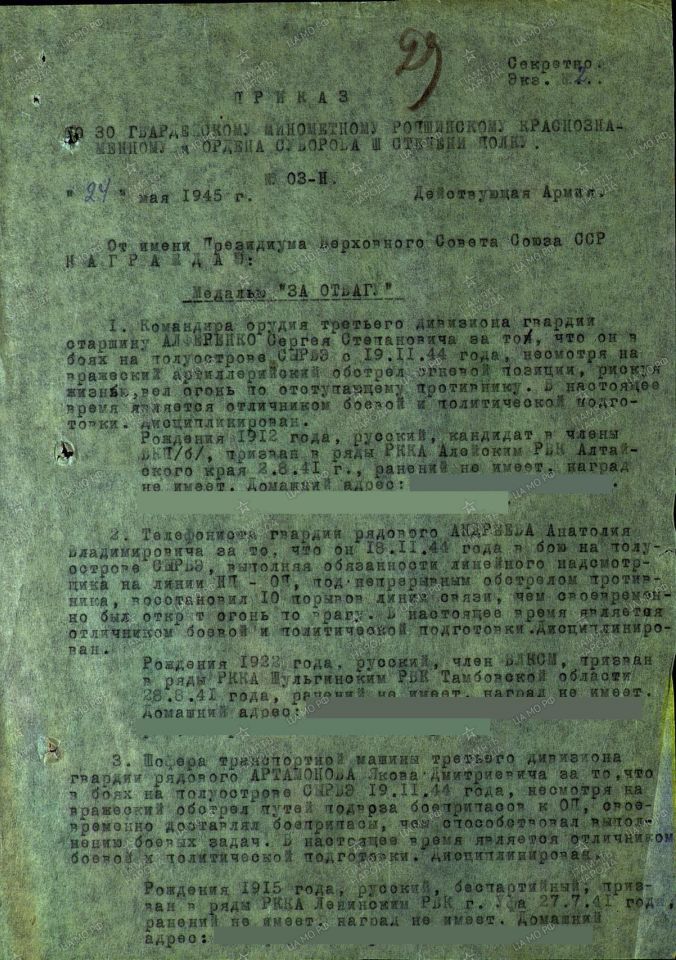 29
Секретно.
Экз. № 2.
ПРИКАЗ
ПО 30 ГВАРДЕЙСКОМУ МИНОМЕТНОМУ РОПШИНСКОМУ КРАСНОЗНА-
МЕННОМУ и ОРДЕНА СУВОРОВА Ш СТЕПЕНИ ПОЛКУ.
№ 03-Н.
"24" мая 1945 г. Действующая Армия.
От имени Президиума Верховного Совета Союза ССР
НАГРАЖДАЮ:
Медалью "ЗА ОТВАГУ"
1. Командира орудия третьего дивизиона гвардии
старшину АЛФЕРЕНКО Сергея Степановича за то, что он в
боях на полуострове СЫРВЭ с 19.11.44 года, несмотря на
вражеский артиллерийский обстрел огневой позиции, рискуя
жизнью, вел огонь по отступающему противнику. В настоящее
время является отличником боевой и политической подго-
товки. Дисциплинирован.
Рождения 1912 года, русский, кандидат в члены
ВКП/б/, призван в ряды РККА Алейским РВК Алтай-
ского края 2.8.41 г., ранений не имеет, наград
не имеет. Домашний адрес:
2. Телефониста гвардии рядового АНДРЕЕВА Анатолия
Владимировича за то, что он 18.11.44 года в бою на полу-
острове СЫРВЭ, выполняя обязанности линейного надсмотр-
щика на линии НП - ОП, под непрерывным обстрелом против-
ника, восстановил 10 порывов линии связи, чем своевремен-
но был открыт огонь по врагу. В настоящее время является
отличником боевой и политической подготовки. Дисциплиниро-
ван.
Рождения 1922 года, русский, член ВЛКСМ, призван
в ряды РККА Шульгинским РВК Тамбовской области
28.8.41 года, ранений не имеет, наград не имеет.
Домашний адрес:
3. Шофера транспортной машины третьего дивизиона
гвардии рядового АРТАМОНОВА Якова Дмитриевича за то, что
в боях на полуострове СЫРВЭ 19.11.44 года, несмотря на
вражеский обстрел путей подвоза боеприпасов к ОП, свое-
временно доставлял боеприпасы, чем способствовал выпол-
нению боевых задач. В настоящее время является отличником
боевой и политической подготовки. Дисциплинирован.
Рождения 1915 года, русский, беспартийный, приз-
ван в ряды РККА Ленинским РВК г. Уфа 27.7.41 года,
ранений не имеет, наград не имеет. Домашний
адрес: